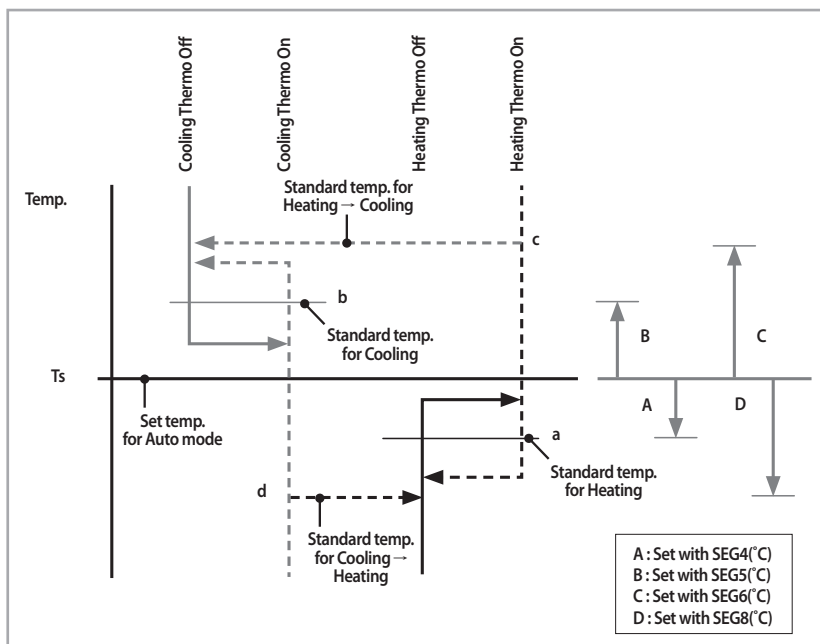 Cooling Thermo Off
Cooling Thermo On
Heating Thermo Off
Heating Thermo On
Temp.
Standard temp. for
Heating → Cooling
c
b
Standard temp.
for Cooling
B
C
Ts
Set temp.
for Auto mode
A
D
a
Standard temp.
for Heating
d
Standard temp.
for Cooling →
Heating
A : Set with SEG4(˚C)
B : Set with SEG5(˚C)
C : Set with SEG6(˚C)
D : Set with SEG8(˚C)